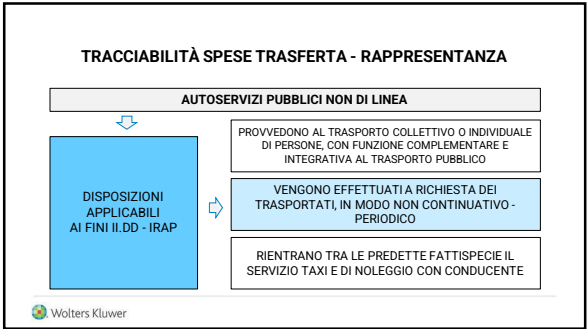 TRACCIABILITÀ SPESE TRASFERTA - RAPPRESENTANZA
AUTOSERVIZI PUBBLICI NON DI LINEA
DISPOSIZIONI
APPLICABILI
AI FINI II.DD - IRAP
PROVVEDONO AL TRASPORTO COLLETTIVO O INDIVIDUALE
DI PERSONE, CON FUNZIONE COMPLEMENTARE E
INTEGRATIVA AL TRASPORTO PUBBLICO
VENGONO EFFETTUATI A RICHIESTA DEI
TRASPORTATI, IN MODO NON CONTINUATIVO -
PERIODICO
RIENTRANO TRA LE PREDETTE FATTISPECIE IL
SERVIZIO TAXI E DI NOLEGGIO CON CONDUCENTE
Wolters Kluwer